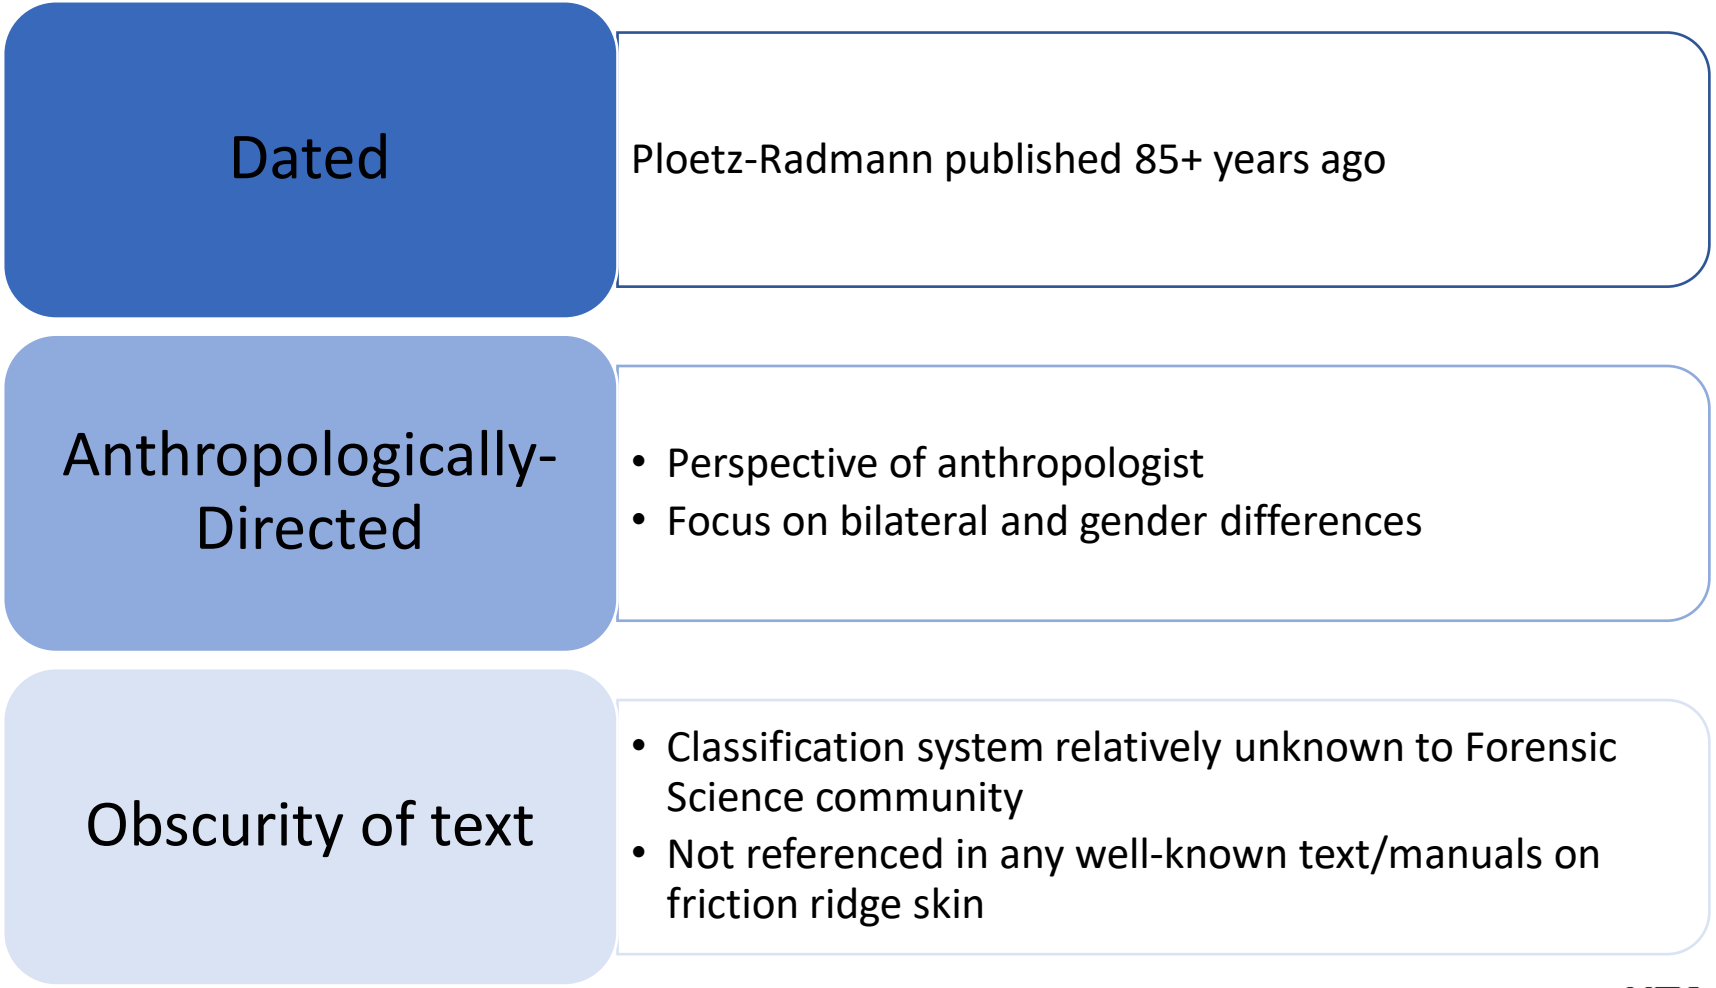 Dated
Ploetz-Radmann published 85+ years ago
Anthropologically-
Directed
• Perspective of anthropologist
• Focus on bilateral and gender differences
Obscurity of text
• Classification system relatively unknown to Forensic
Science community
• Not referenced in any well-known text/manuals on
friction ridge skin